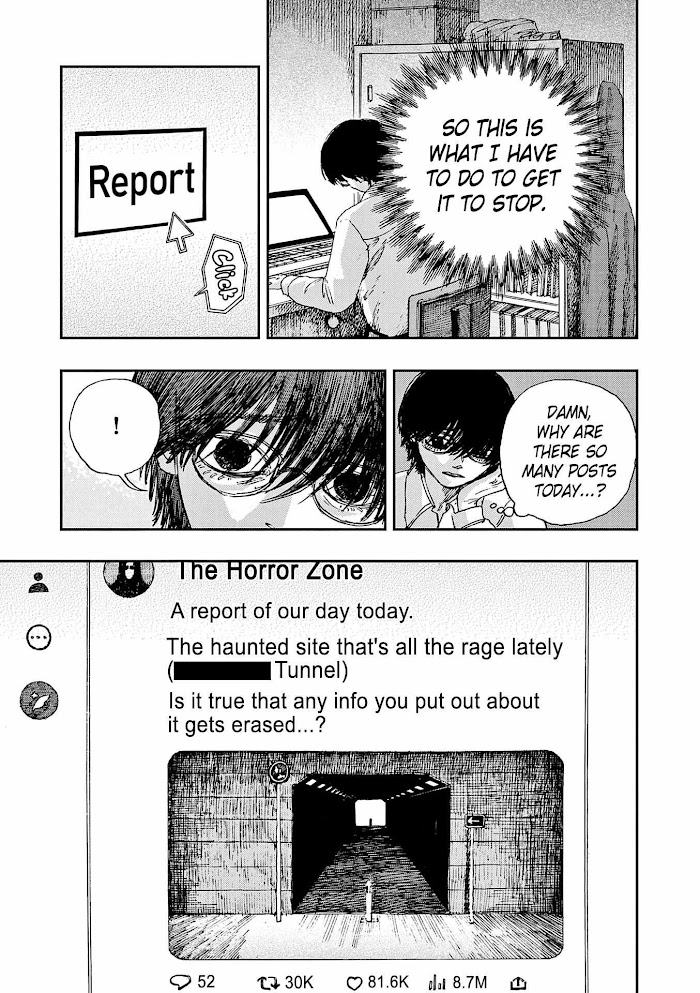 SO THIS IS
WHAT I HAVE
TO DO TO GET
IT TO STOP.
Report
Click
DAMN,
WHY ARE
THERE SO
MANY POSTS
TODAY...?
!
The Horror Zone
A report of our day today.
The haunted site that's all the rage lately
( Tunnel)
Is it true that any info you put out about
it gets erased...?
52 30K 81.6K 8.7M